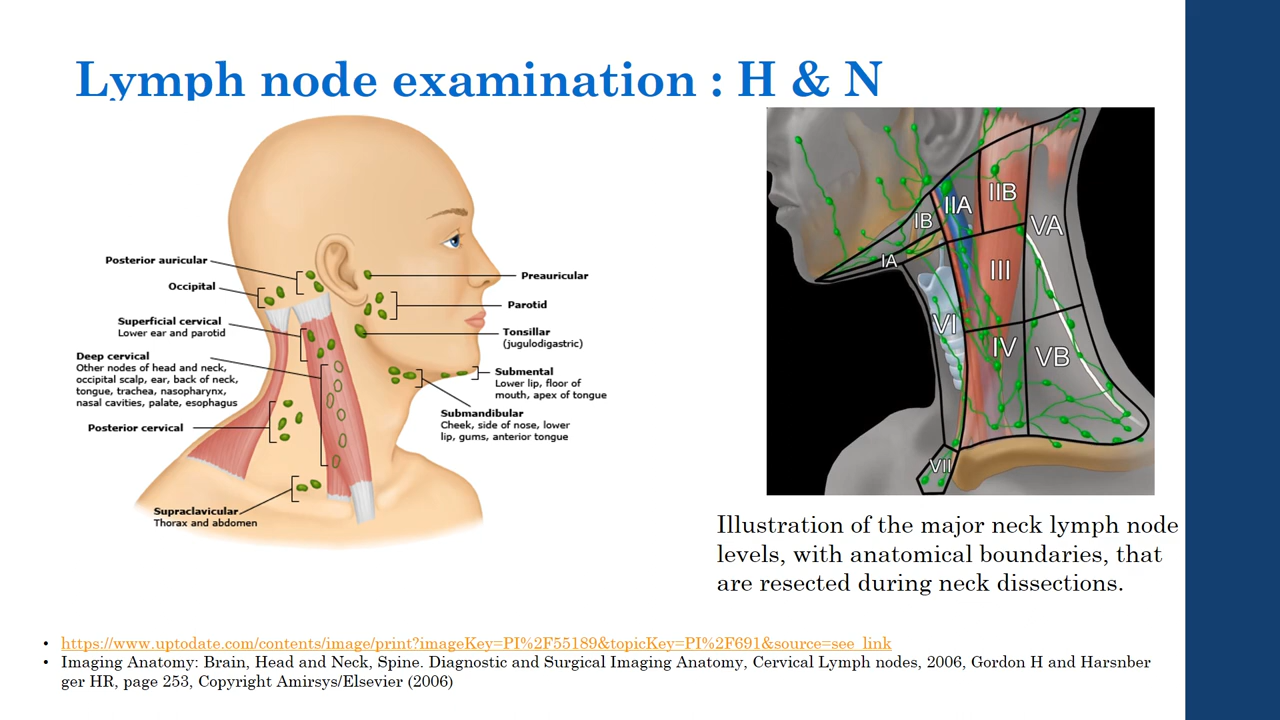 Lymph node examination : H & N
Posterior auricular
Occipital
Superficial cervical
Lower ear and parotid
Deep cervical
Other nodes of head and neck,
occipital scalp, ear, back of neck,
tongue, trachea, nasopharynx,
nasal cavities, palate, esophagus
Posterior cervical
Supraclavicular
Thorax and abdomen
Preauricular
Parotid
Tonsillar
(jugulodigastric)
Submental
Lower lip, floor of
mouth, apex of tongue
Submandibular
Cheek, side of nose, lower
lip, gums, anterior tongue
IIB
IIA
IB
VA
IA
III
VI
IV
VB
VII
Illustration of the major neck lymph node
levels, with anatomical boundaries, that
are resected during neck dissections.
• https://www.uptodate.com/contents/image/print?imageKey=PI%2F55189&topicKey=PI%2F691&source=see_link
• Imaging Anatomy: Brain, Head and Neck, Spine. Diagnostic and Surgical Imaging Anatomy, Cervical Lymph nodes, 2006, Gordon H and Harsnber
ger HR, page 253, Copyright Amirsys/Elsevier (2006)